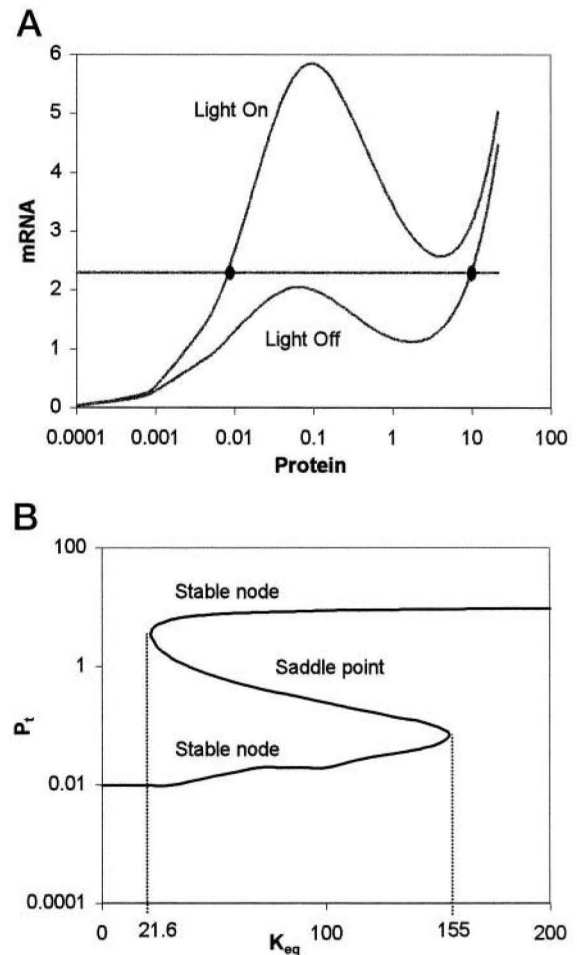 A
6
5
4
3
2
1
0
mRNA
Light On
Light Off
0.0001 0.001 0.01 0.1 1 10 100
Protein
B
100
1
0.01
0.0001
Pt
Stable node
Saddle point
Stable node
0 21.6 100 155 200
Keq